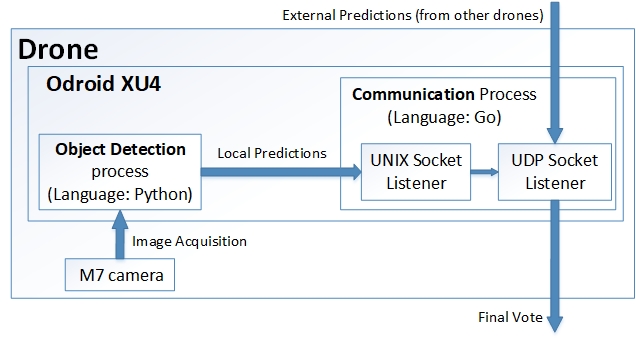 External Predictions (from other drones)
Drone
Odroid XU4
Communication Process
(Language: Go)
Object Detection
process
(Language: Python)
Local Predictions
UNIX Socket
Listener
UDP Socket
Listener
Image Acquisition
M7 camera
Final Vote